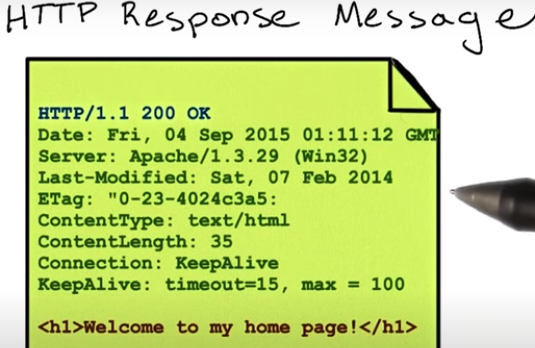 HTTP Response Message
HTTP/1.1 200 OK
Date: Fri, 04 Sep 2015 01:11:12 GMT
Server: Apache/1.3.29 (Win32)
Last-Modified: Sat, 07 Feb 2014
ETag: "0-23-4024c3a5:
ContentType: text/html
ContentLength: 35
Connection: KeepAlive
KeepAlive: timeout=15, max = 100
<h1>Welcome to my home page!</h1>